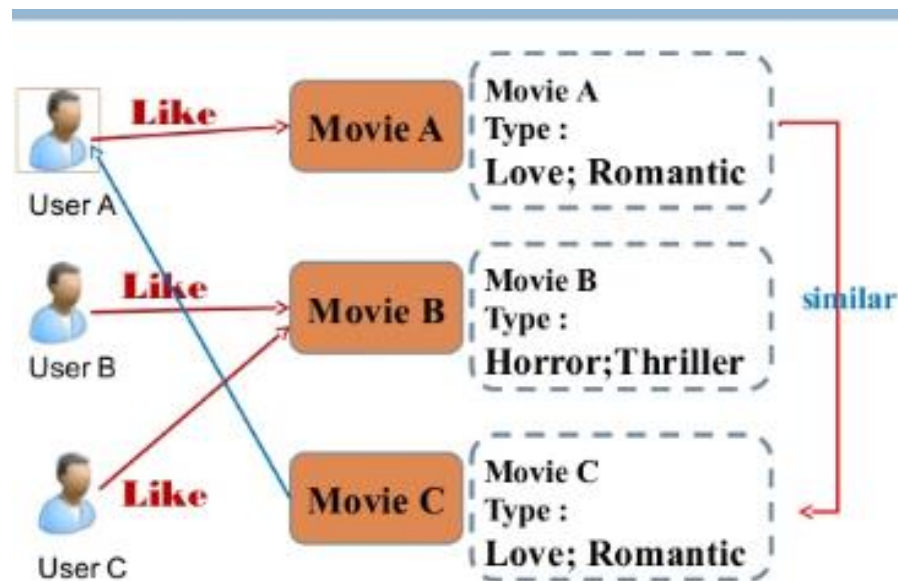 Like
User A
Movie A
Movie A
Type :
Love; Romantic
Like
User B
Movie B
Movie B
Type :
Horror;Thriller
similar
Like
User C
Movie C
Movie C
Type :
Love; Romantic